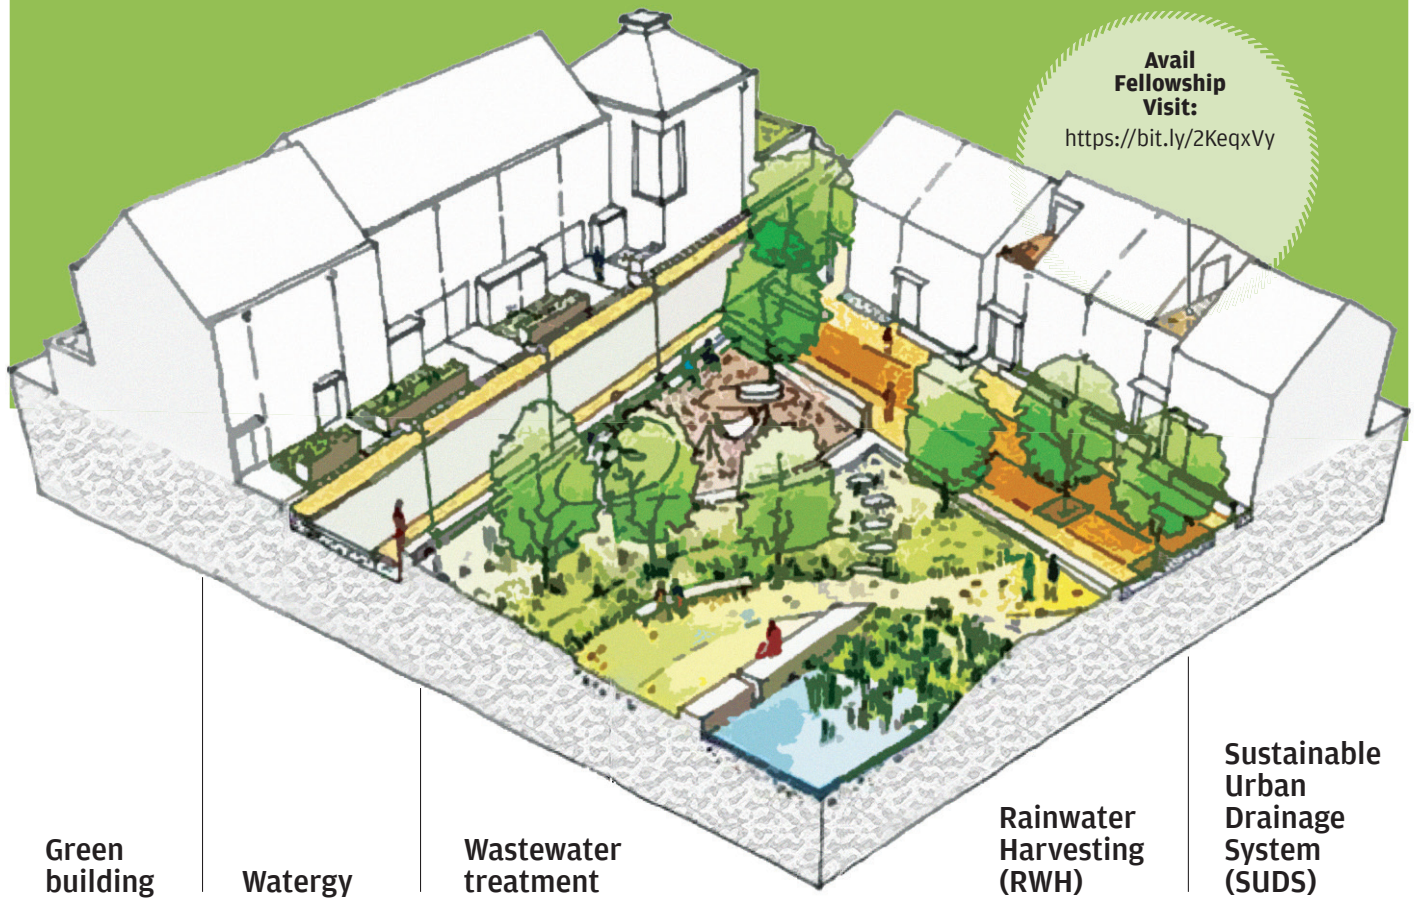 Avail
Fellowship
Visit:
https://bit.ly/2KeqxVy
Green
building
Watergy
Wastewater
treatment
Rainwater
Harvesting
(RWH)
Sustainable
Urban
Drainage
System
(SUDS)